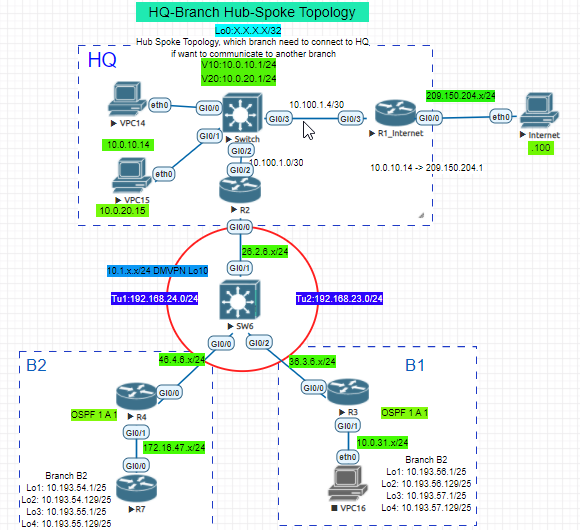 HQ-Branch Hub-Spoke Topology
Lo0:X.X.X.X/32
Hub Spoke Topology, which branch need to connect to HQ,
if want to communicate to another branch
HQ
V10:10.0.10.1/24
V20:10.0.20.1/24
VPC14
eth0
Gi0/0
10.0.10.14
Gi0/1
Switch
Gi0/3
10.100.1.4/30
Gi0/3
R1_Internet
Gi0/0
209.150.204.x/24
eth0
Internet
.100
VPC15
eth0
10.0.20.15
Gi0/2
10.100.1.0/30
Gi0/2
R2
10.0.10.14 -> 209.150.204.1
Gi0/0
26.2.6.x/24
10.1.x.x/24 DMVPN Lo10
Gi0/1
Tu1:192.168.24.0/24
Tu2:192.168.23.0/24
SW6
Gi0/0
Gi0/2
46.4.6.x/24
36.3.6.x/24
B2
B1
R4
Gi0/0
OSPF 1 A 1
Gi0/1
172.16.47.x/24
Gi0/0
R7
Branch B2
Lo1: 10.193.54.1/25
Lo2: 10.193.54.129/25
Lo3: 10.193.55.1/25
Lo4: 10.193.55.129/25
Gi0/0
R3
OSPF 1 A 1
Gi0/1
10.0.31.x/24
eth0
VPC16
Branch B2
Lo1: 10.193.56.1/25
Lo2: 10.193.56.129/25
Lo3: 10.193.57.1/25
Lo4: 10.193.57.129/25